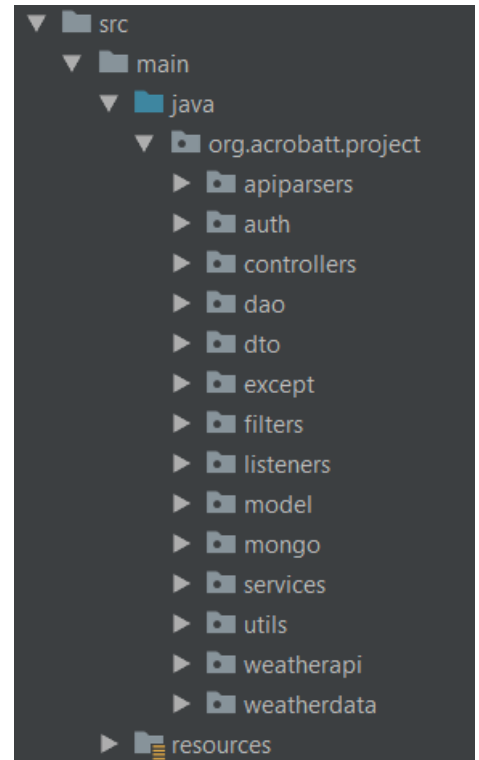 src
main
java
org.acrobatt.project
apiparsers
auth
controllers
dao
dto
except
filters
listeners
model
mongo
services
utils
weatherapi
weatherdata
resources